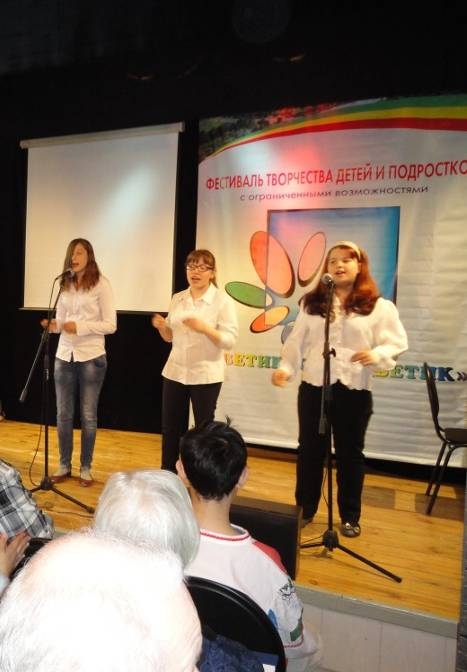 ФЕСТИВАЛЬ ТВОРЧЕСТВА ДЕТЕЙ И ПОДРОСТКО
с ограниченными возможностями